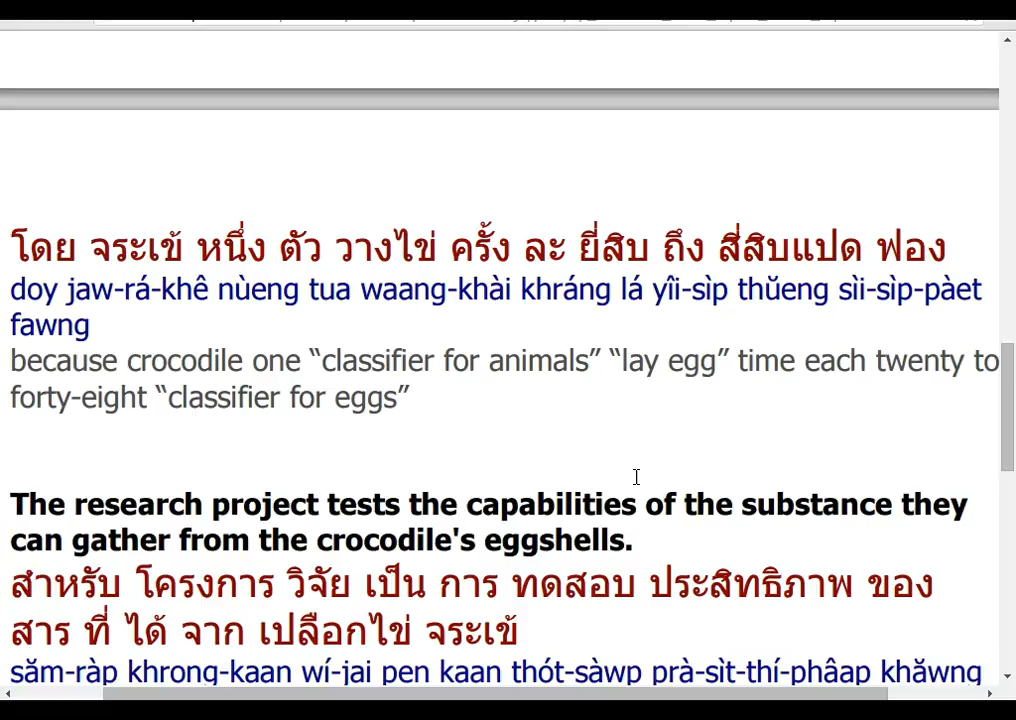 โดย จระเข้ หนึ่ง ตัว วางไข่ ครั้ง ละ ยี่สิบ ถึง สี่สิบแปด ฟอง
doy jaw-rá-khê nùeng tua waang-khài khráng lá yîi-sìp thŭeng sìi-sìp-pàet
fawng
because crocodile one “classifier for animals” “lay egg” time each twenty to
forty-eight “classifier for eggs”
The research project tests the capabilities of the substance they
can gather from the crocodile's eggshells.
สำหรับ โครงการ วิจัย เป็น การ ทดสอบ ประสิทธิภาพ ของ
สาร ที่ ได้ จาก เปลือกไข่ จระเข้
săm-ràp khrong-kaan wí-jai pen kaan thót-sàwp prà-sìt-thí-phâap khăwng